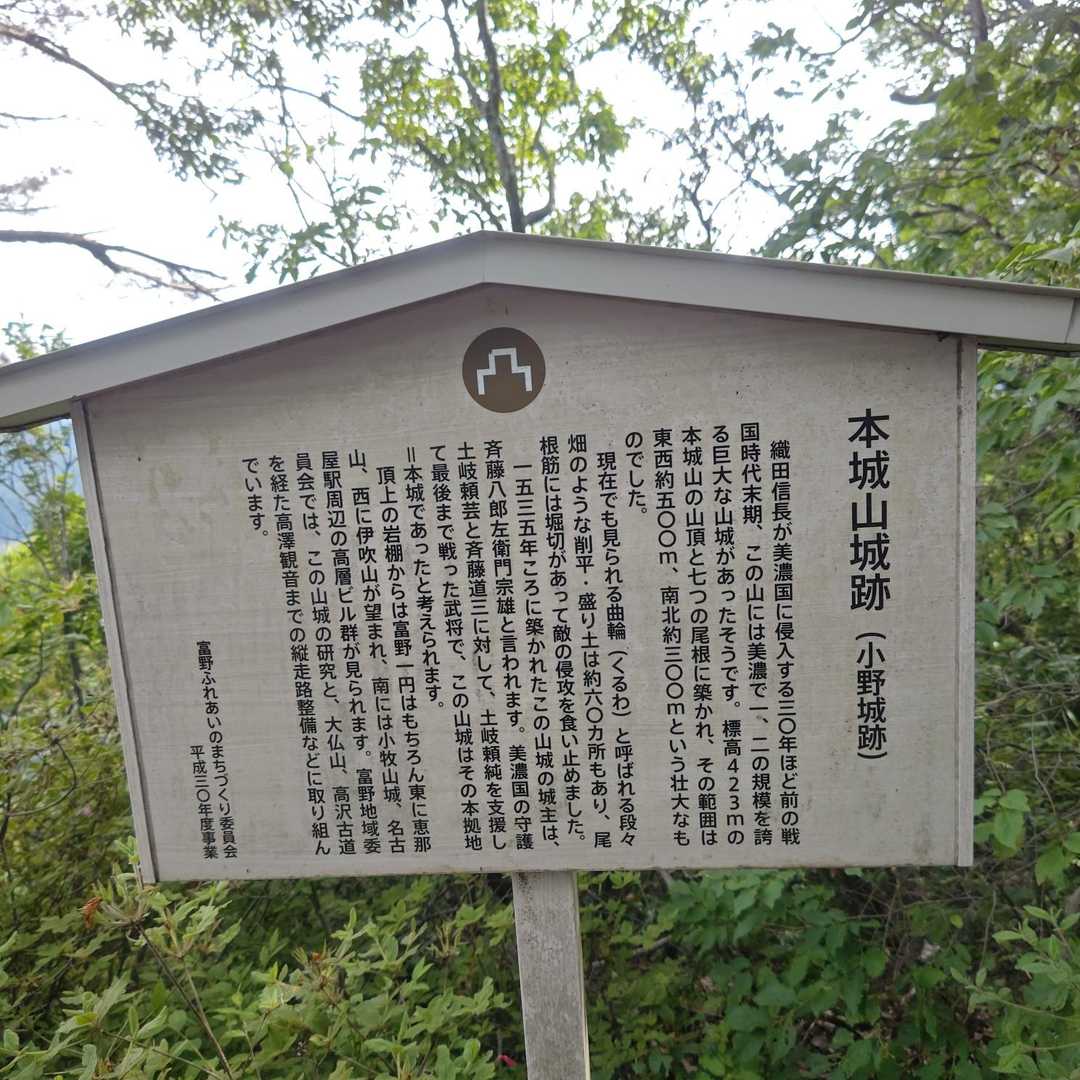 本城山城跡（小野城跡）
織田信長が美濃国に侵入する三〇年ほど前の戦
国時代末期、この山には美濃で一、二の規模を誇
る巨大な山城があったそうです。標高423mの
本城山の山頂と七つの尾根に築かれ、その範囲は
東西約五〇〇m、南北約三〇〇mという壮大なも
のでした。
現在でも見られる曲輪（くるわ）と呼ばれる段々
畑のような削平・盛り土は約六〇カ所もあり、尾
根筋には堀切があって敵の侵攻を食い止めました。
一五三五年ころに築かれたこの山城の城主は、
斉藤八郎左衛門宗雄と言われます。美濃国の守護
土岐頼芸と斉藤道三に対して、土岐頼純を支援し
て最後まで戦った武将で、この山城はその本拠地
＝本城であったと考えられます。
頂上の岩棚からは富野一円はもちろん東に恵那
山、西に伊吹山が望まれ、南には小牧山城、名古
屋駅周辺の高層ビル群が見られます。富野地域委
員会では、この山城の研究と、大仏山、高沢古道
を経た高澤観音までの縦走路整備などに取り組ん
でいます。
富野ふれあいのまちづくり委員会
平成三〇年度事業